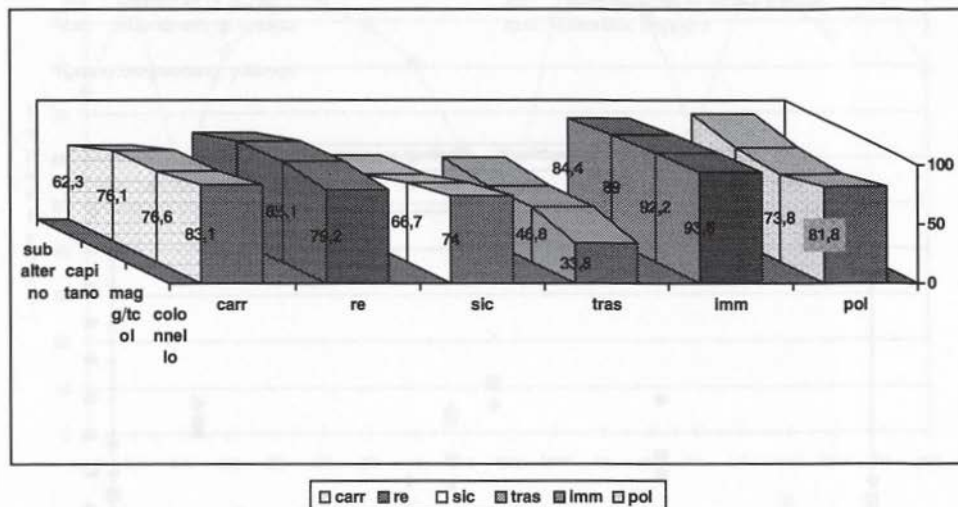 62,3
76,1
76,6
83,1
79,2
66,7
74
46,8
33,8
84,4
89
92,2
93,5
73,8
81,8
100
50
0
sub
alter
no
capi
tano
mag
g/tc
ol
colo
nnel
lo
carr
re
sic
tras
imm
pol
carr re sic tras imm pol